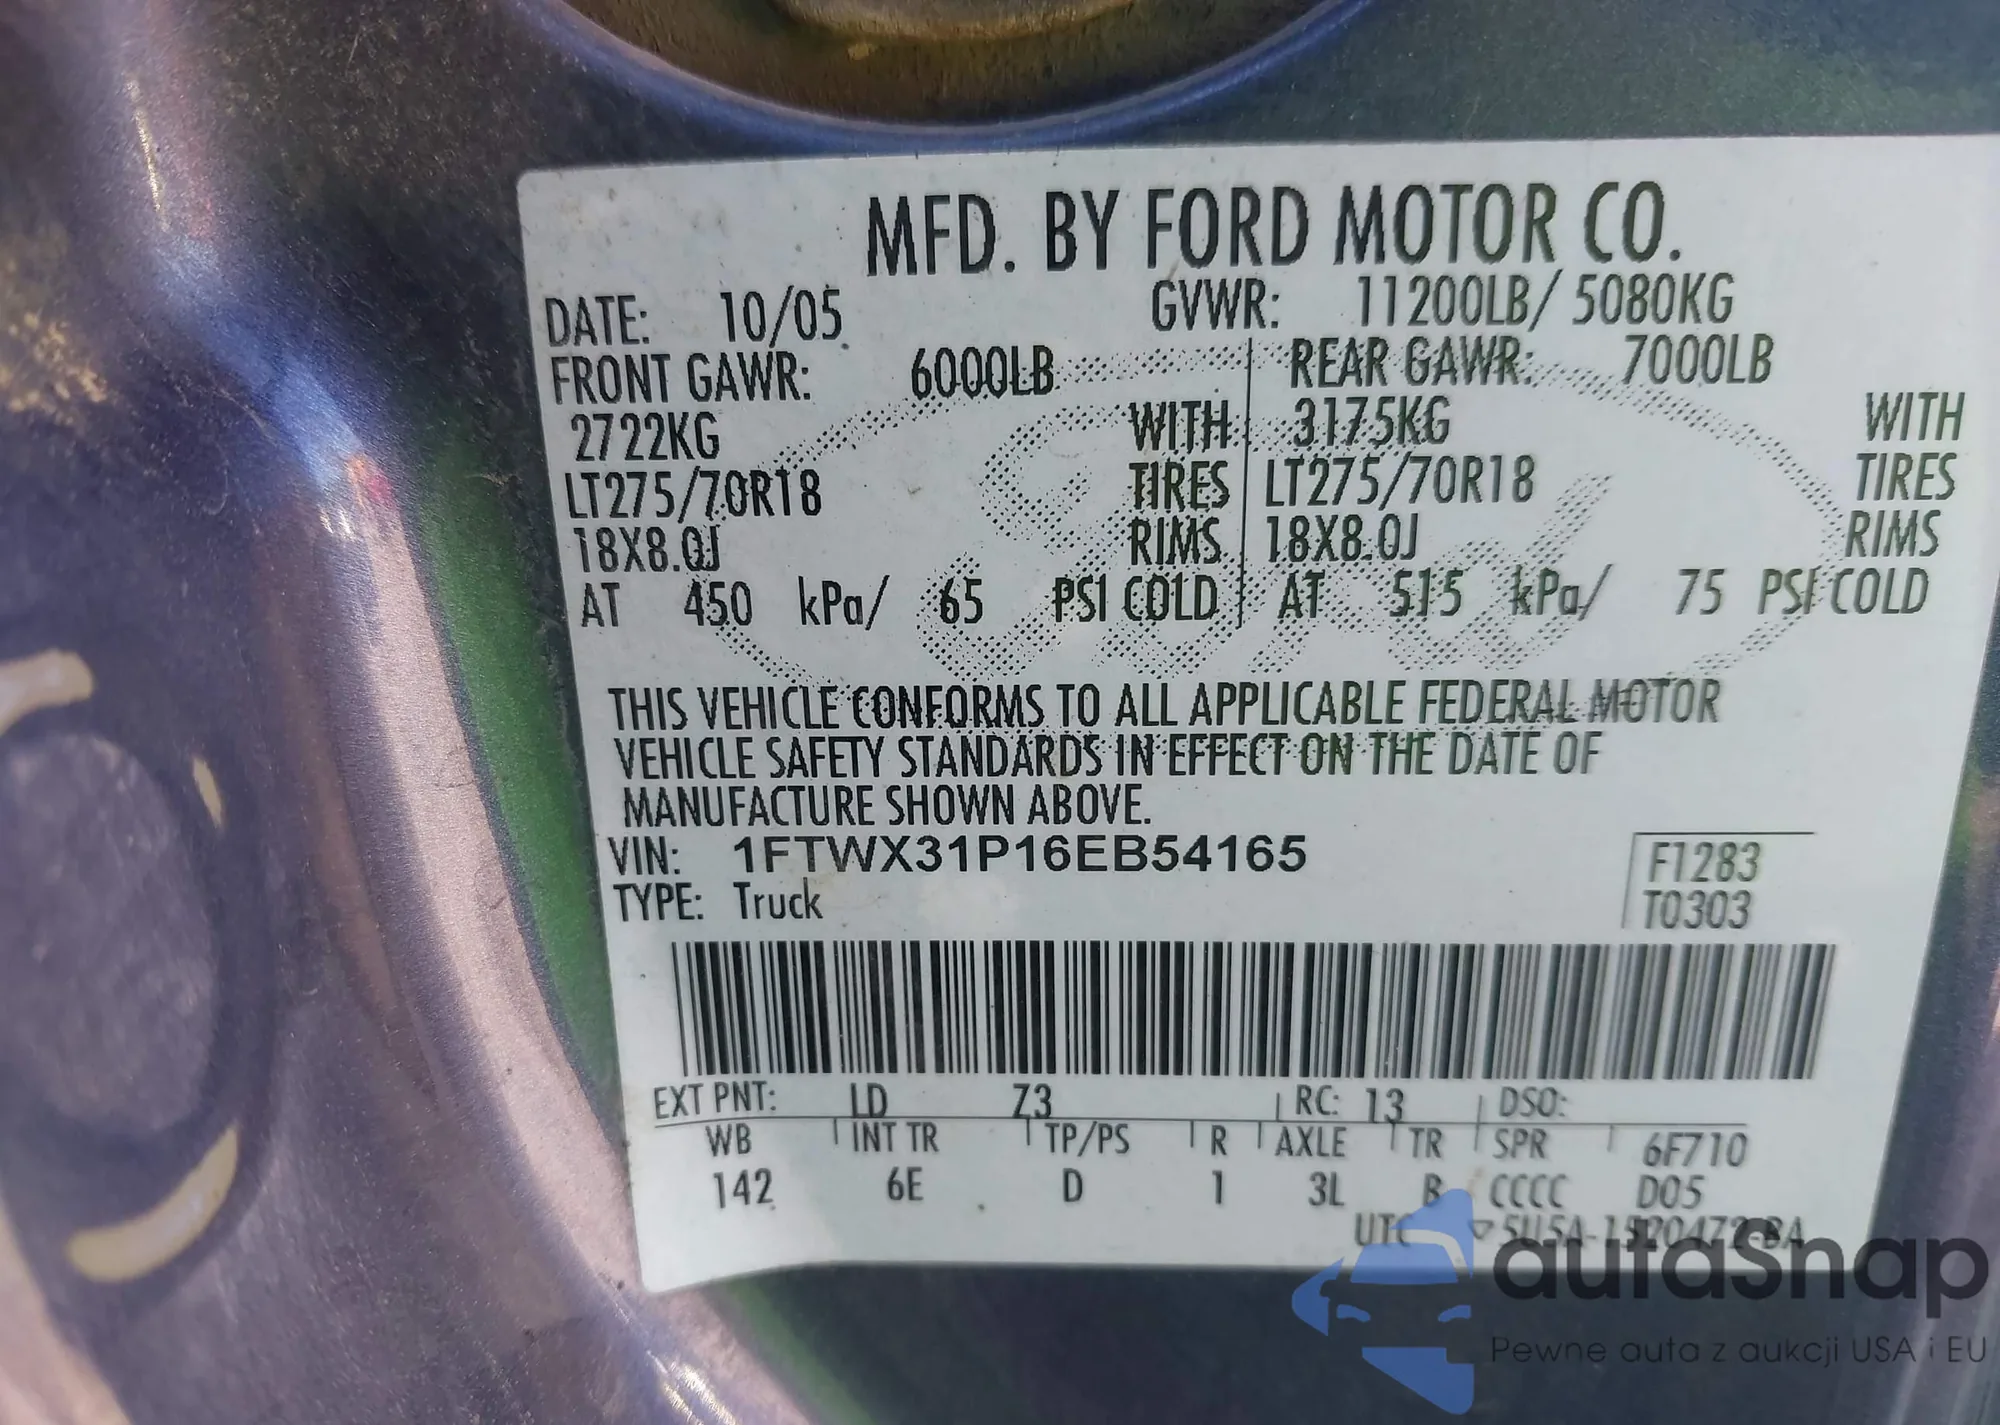 MFD. BY FORD MOTOR CO.
DATE: 10/05 GVWR: 11200LB/ 5080KG
FRONT GAWR: 6000LB REAR GAWR: 7000LB
2722KG WITH 3175KG WITH
LT275/70R18 TIRES LT275/70R18 TIRES
18X8.0J RIMS 18X8.0J RIMS
AT 450 kPa/ 65 PSI COLD AT 515 kPa/ 75 PSI COLD
THIS VEHICLE CONFORMS TO ALL APPLICABLE FEDERAL MOTOR
VEHICLE SAFETY STANDARDS IN EFFECT ON THE DATE OF
MANUFACTURE SHOWN ABOVE.
VIN: 1FTWX31P16EB54165
F1283
TYPE: Truck
T0303
EXT PNT: LD Z3 RC: 13 DSO:
WB INT TR TP/PS R AXLE TR SPR 6F710
142 6E D 1 3L B CCCC D05
UTC ▽ 5U5A-1520472-BA
autaSnap
Pewne auta z aukcji USA i EU